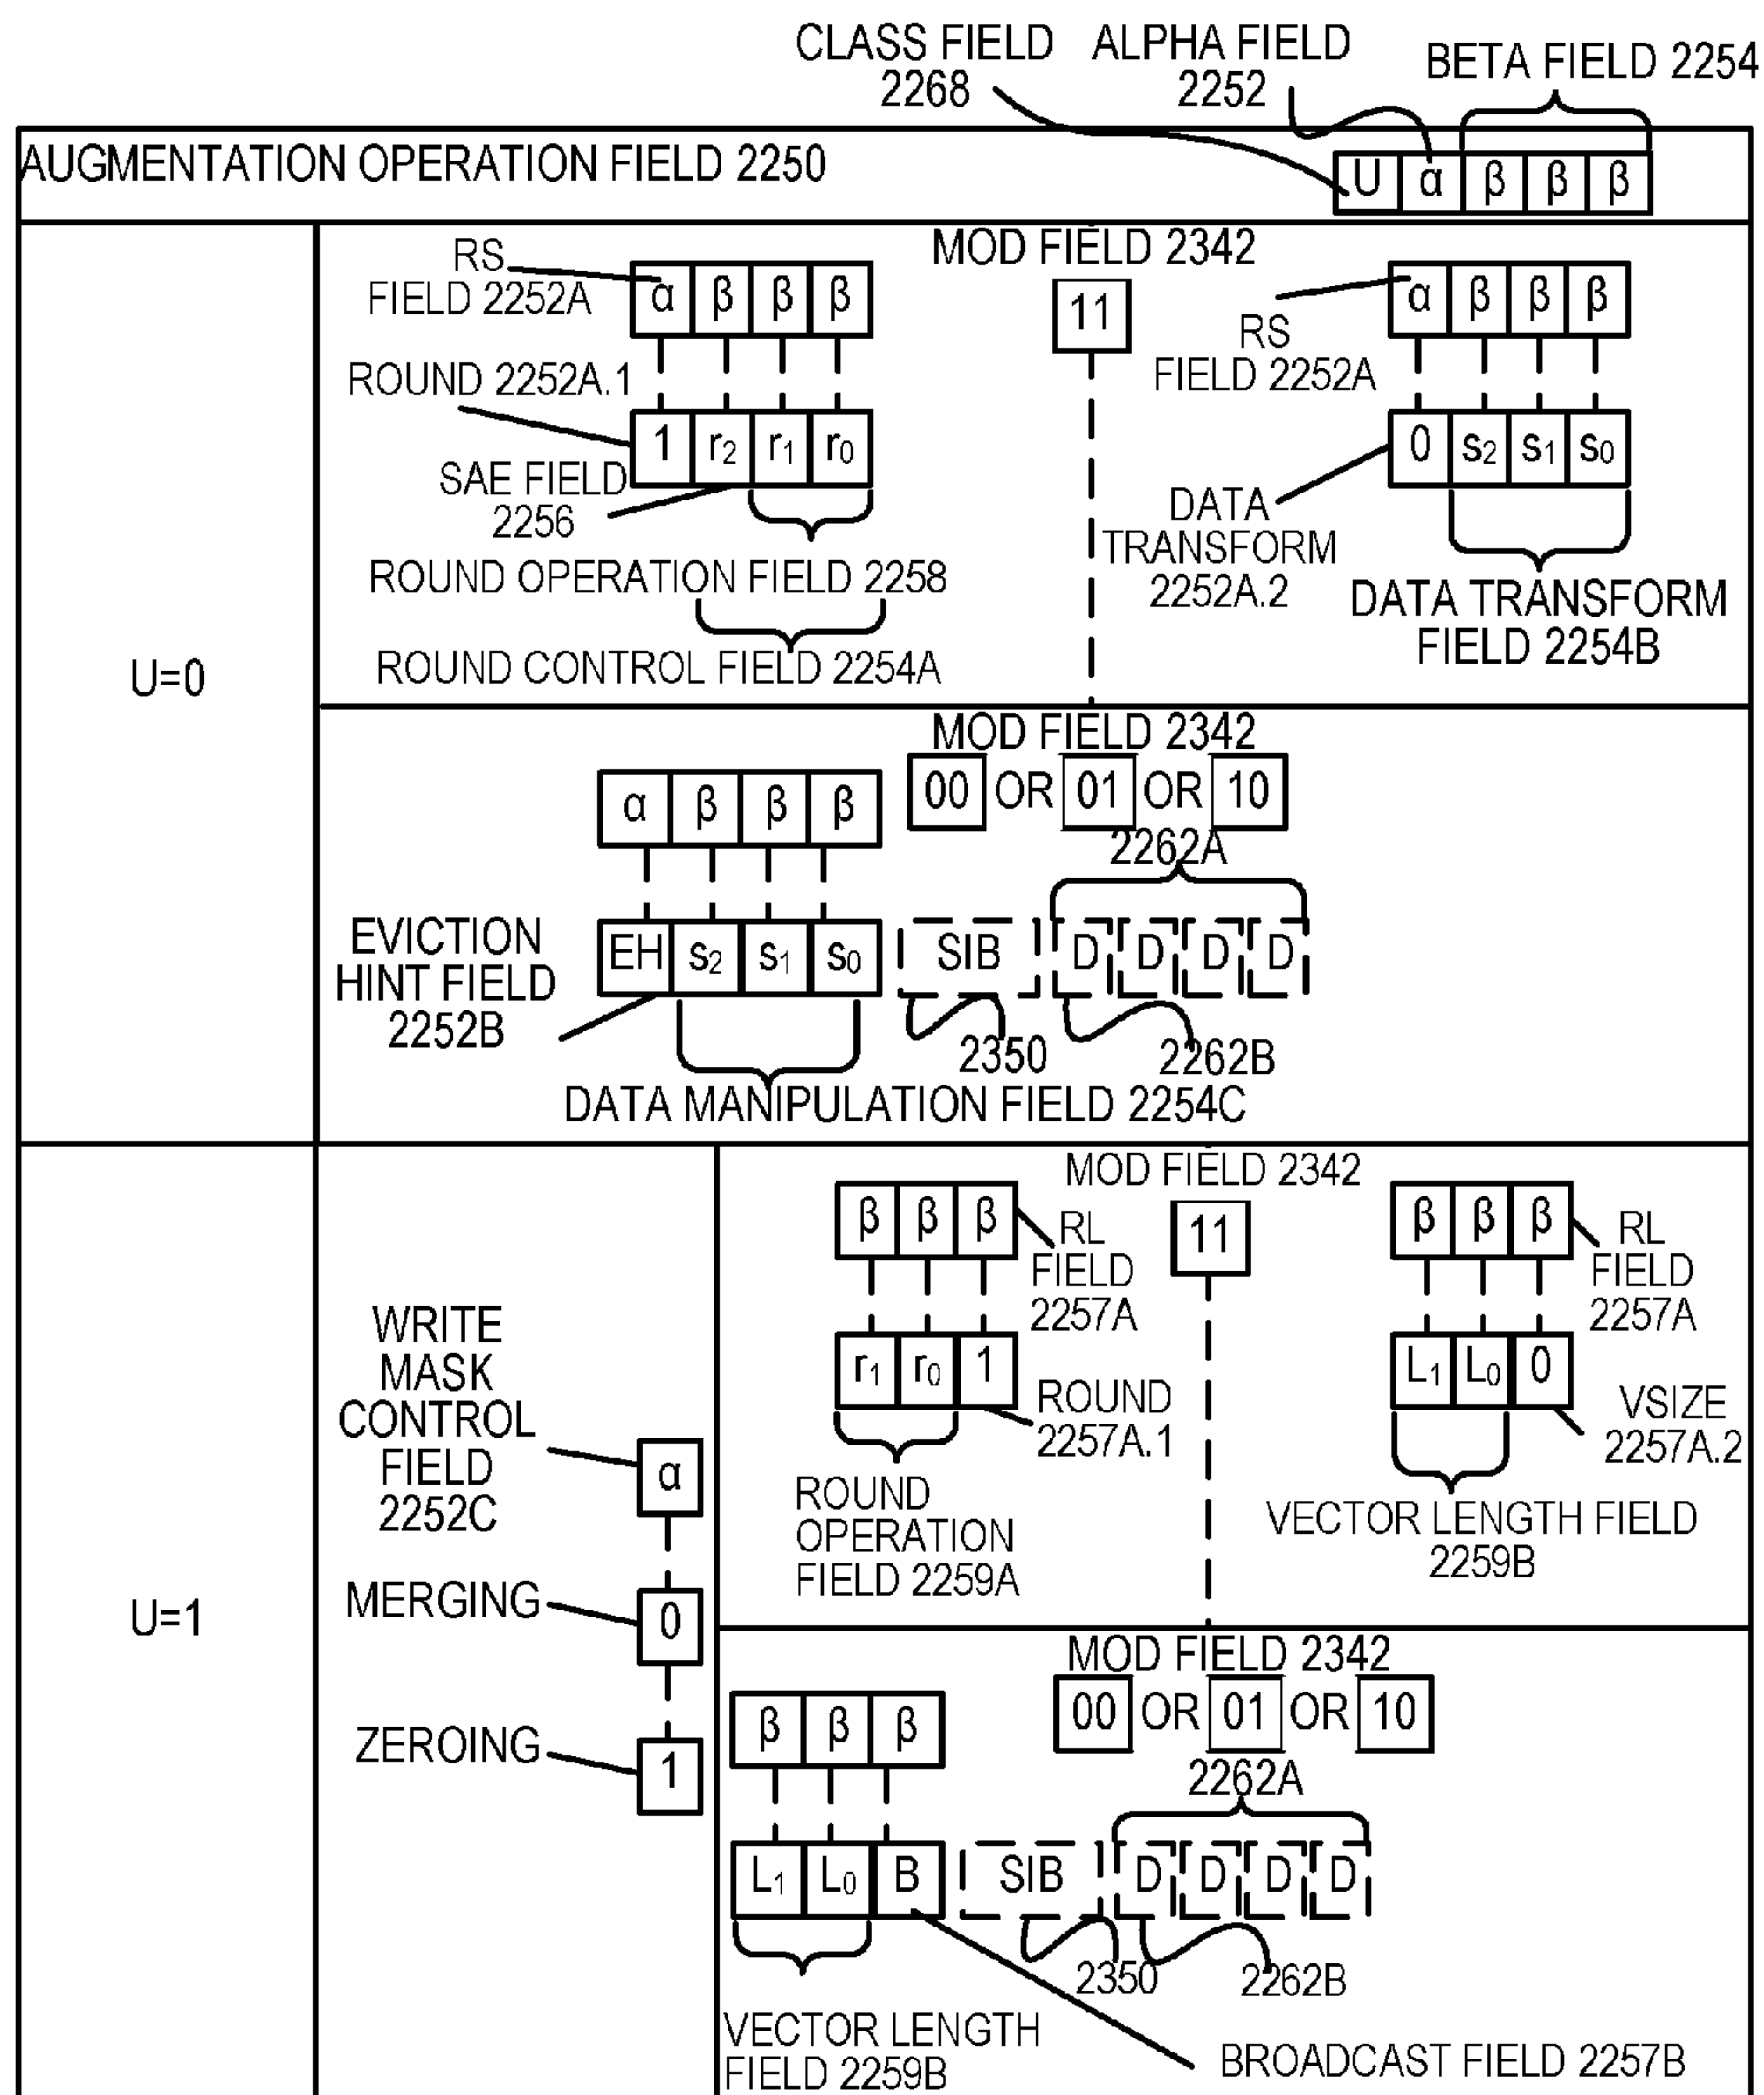 CLASS FIELD
2268
ALPHA FIELD
2252
BETA FIELD 2254
AUGMENTATION OPERATION FIELD 2250
U α β β β
U=0
RS
FIELD 2252A
α β β β
MOD FIELD 2342
11
α β β β
RS
FIELD 2252A
ROUND 2252A.1
1 r2 r1 r0
0 s2 s1 s0
SAE FIELD
2256
DATA
TRANSFORM
2252A.2
ROUND OPERATION FIELD 2258
DATA TRANSFORM
FIELD 2254B
ROUND CONTROL FIELD 2254A
MOD FIELD 2342
00 OR 01 OR 10
α β β β
2262A
EVICTION
HINT FIELD
2252B
EH s2 s1 s0 SIB D D D D
2350
2262B
DATA MANIPULATION FIELD 2254C
U=1
WRITE
MASK
CONTROL
FIELD
2252C
α
MERGING
0
ZEROING
1
MOD FIELD 2342
11
β β β
RL
FIELD
2257A
r1 r0 1
ROUND
2257A.1
ROUND
OPERATION
FIELD 2259A
β β β
RL
FIELD
2257A
L1 L0 0
VSIZE
2257A.2
VECTOR LENGTH FIELD
2259B
MOD FIELD 2342
00 OR 01 OR 10
β β β
2262A
L1 L0 B SIB D D D D
2350
2262B
VECTOR LENGTH
FIELD 2259B
BROADCAST FIELD 2257B